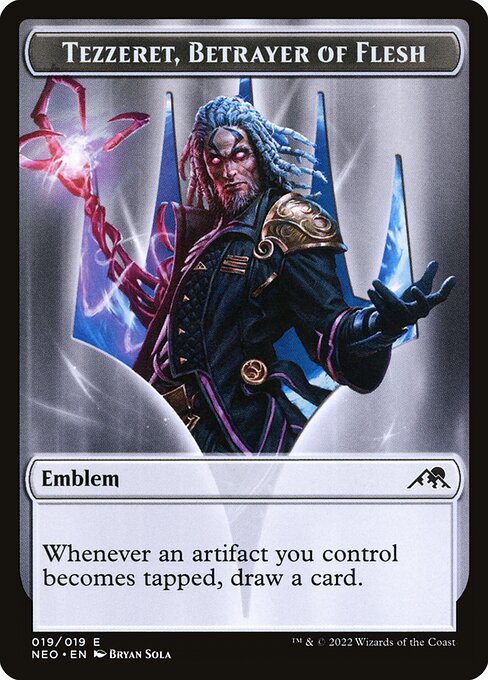 Tezzeret, Betrayer of Flesh
Emblem
Whenever an artifact you control
becomes tapped, draw a card.
019/019 E
NEO • EN Bryan Sola
™ & © 2022 Wizards of the Coast